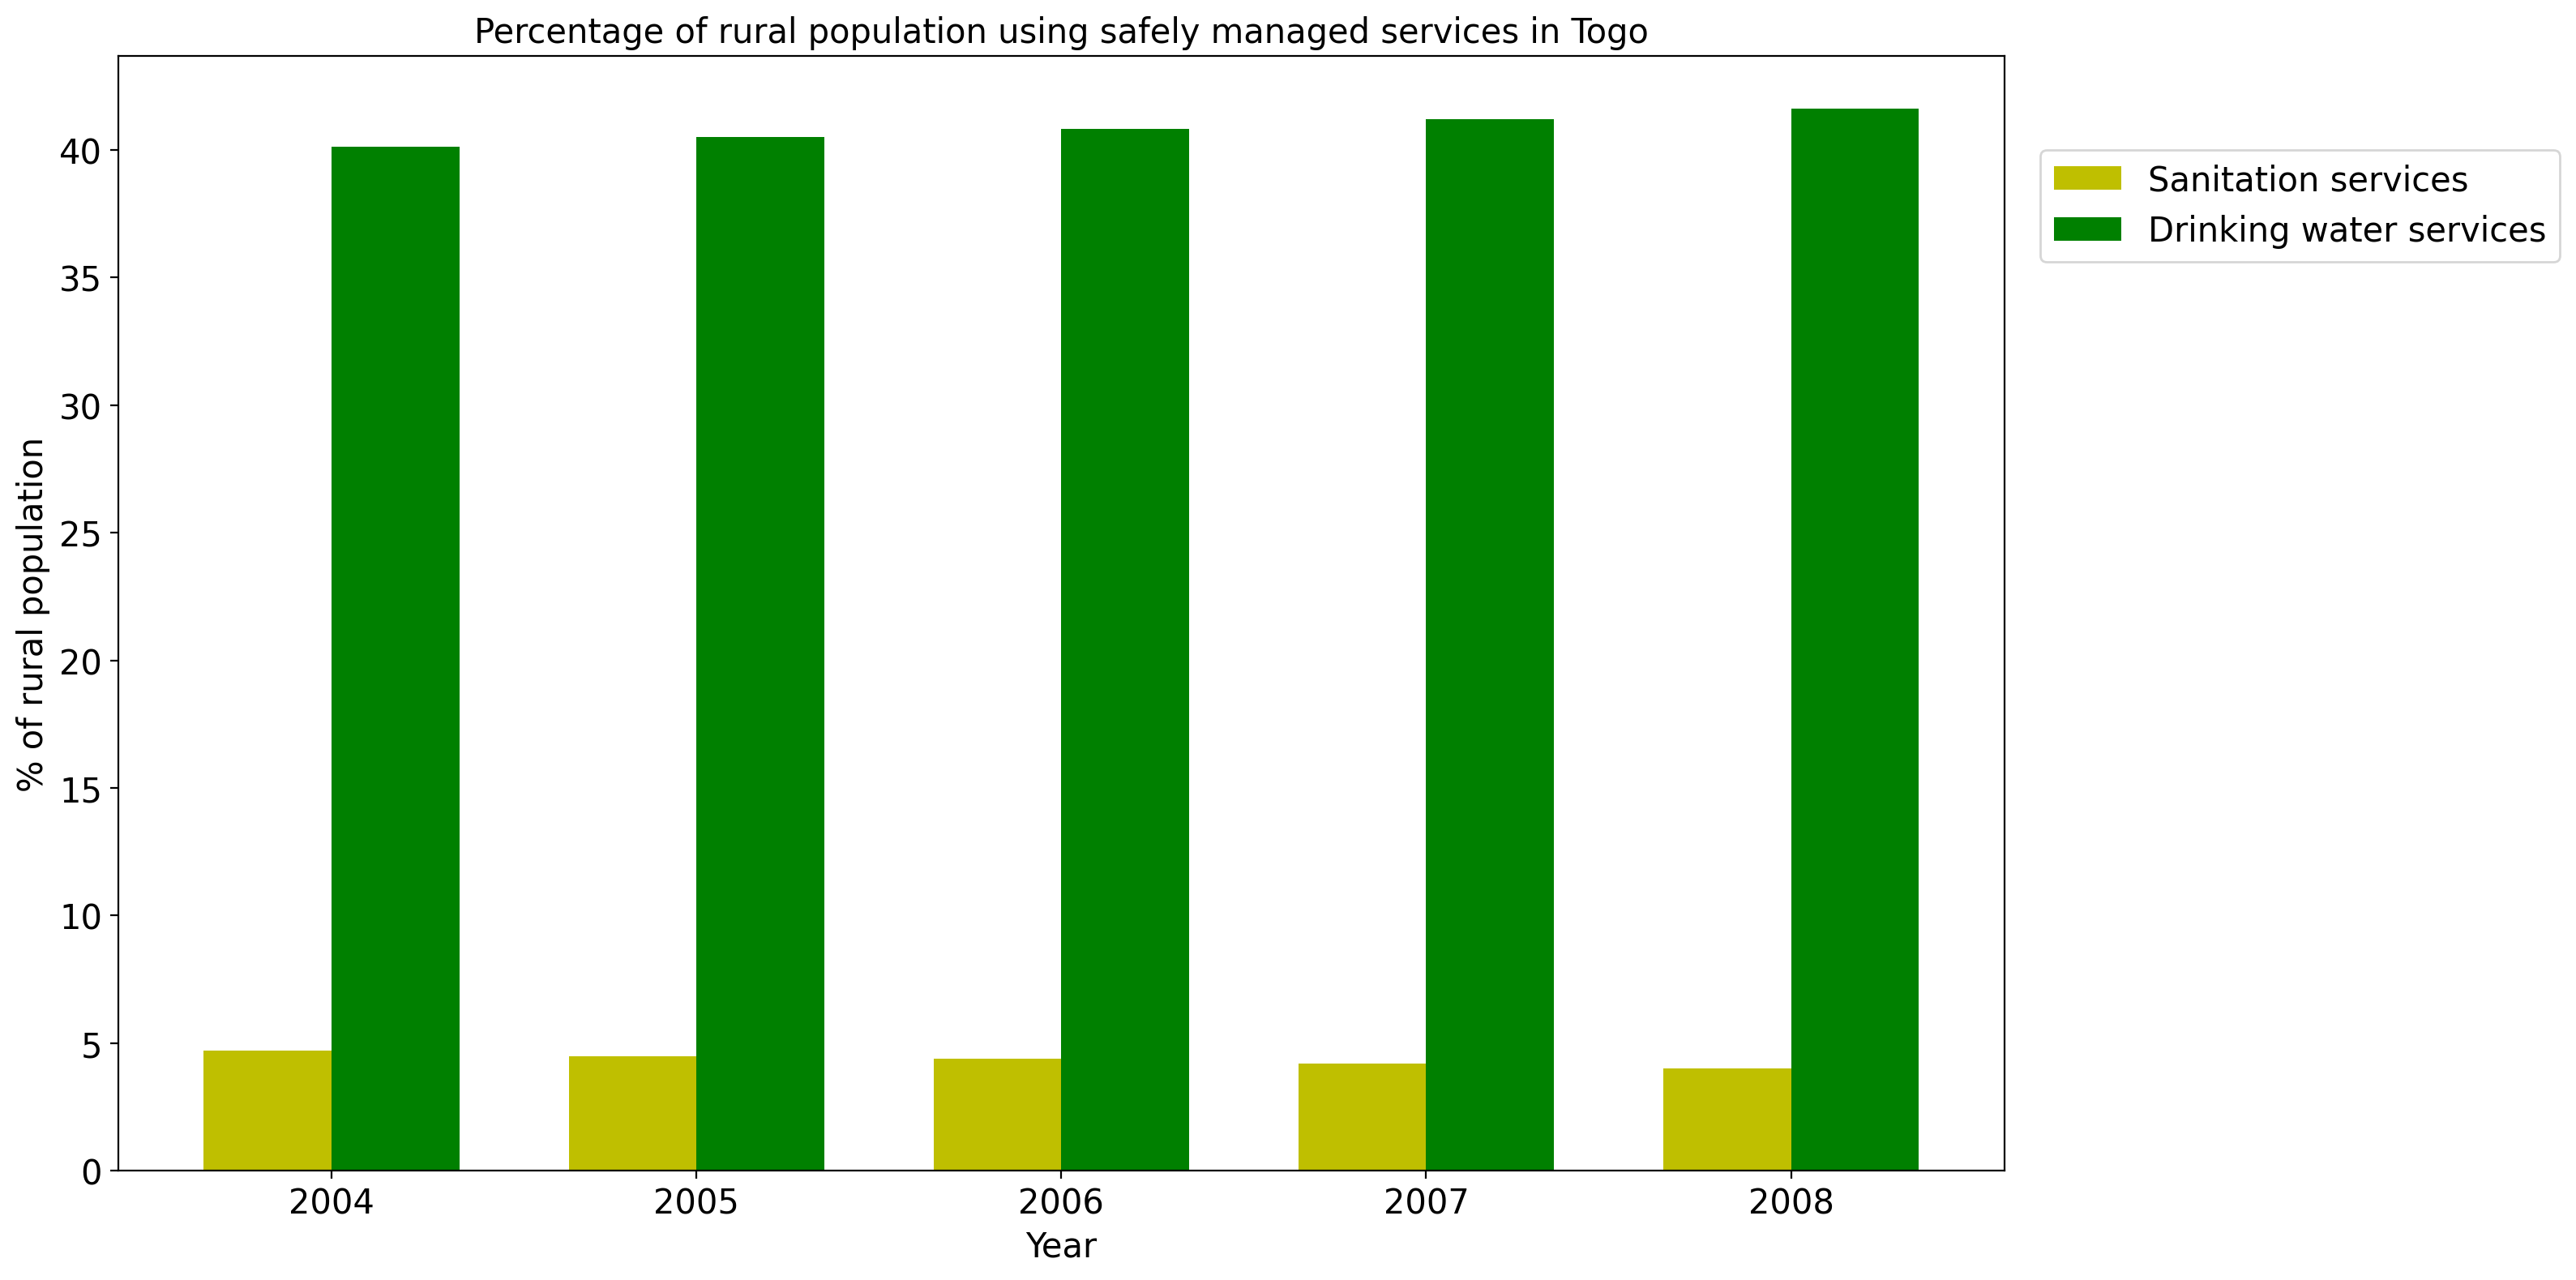 Percentage of rural population using safely managed services in Togo
40
35
30
25
20
15
10
5
0
% of rural population
2004 2005 2006 2007 2008
Year
Sanitation services
Drinking water services